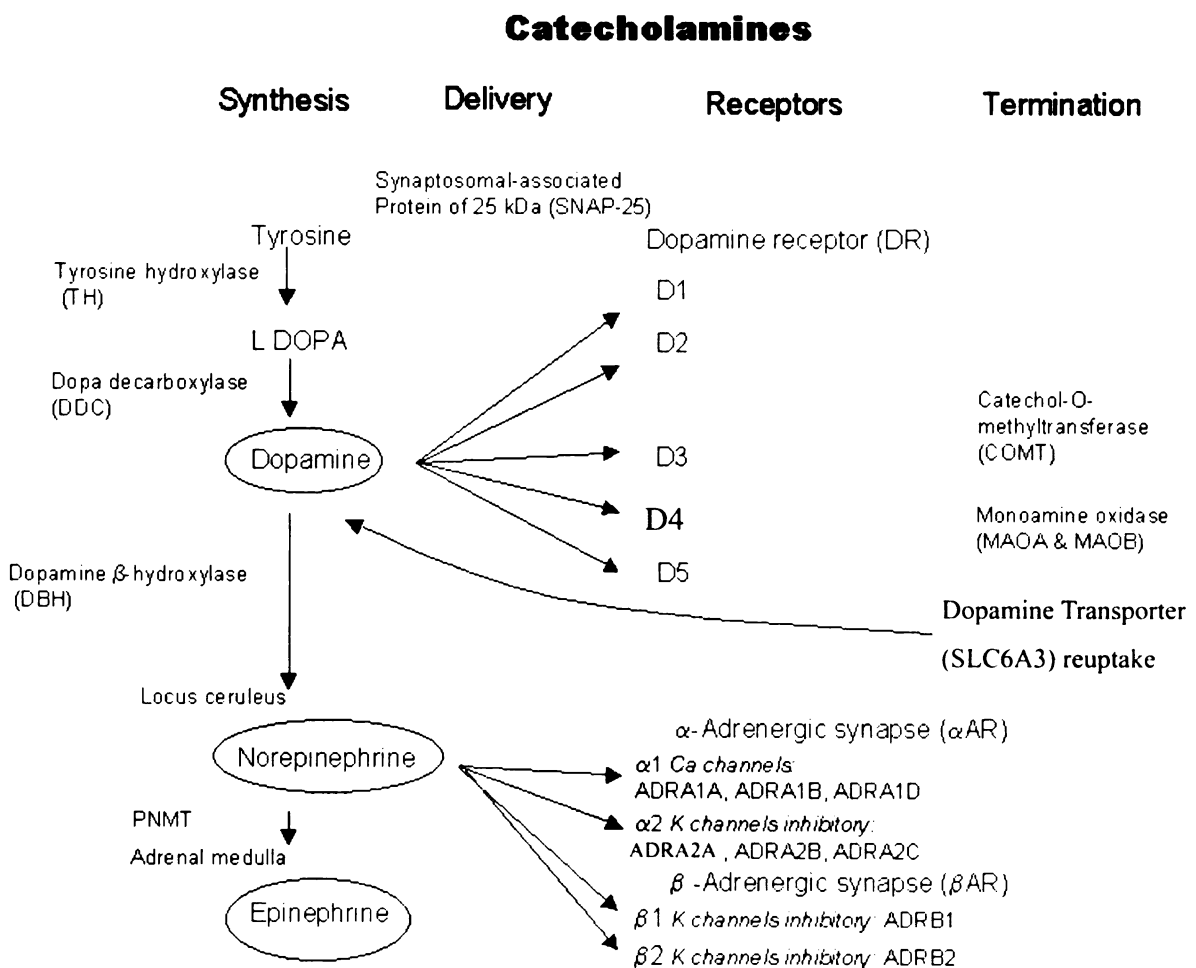 Catecholamines
Synthesis
Delivery
Receptors
Termination
Synaptosomal-associated
Protein of 25 kDa (SNAP-25)
Tyrosine
Dopamine receptor (DR)
Tyrosine hydroxylase
(TH)
D1
L DOPA
D2
Dopa decarboxylase
(DDC)
Catechol-O-
methyltransferase
(COMT)
Dopamine
D3
D4
Monoamine oxidase
(MAOA & MAOB)
Dopamine β-hydroxylase
(DBH)
D5
Dopamine Transporter
(SLC6A3) reuptake
Locus ceruleus
Norepinephrine
α-Adrenergic synapse (αAR)
α1 Ca channels:
ADRA1A, ADRA1B, ADRA1D
PNMT
α2 K channels inhibitory:
ADRA2A , ADRA2B, ADRA2C
Adrenal medulla
β -Adrenergic synapse (βAR)
Epinephrine
β1 K channels inhibitory: ADRB1
β2 K channels inhibitory: ADRB2